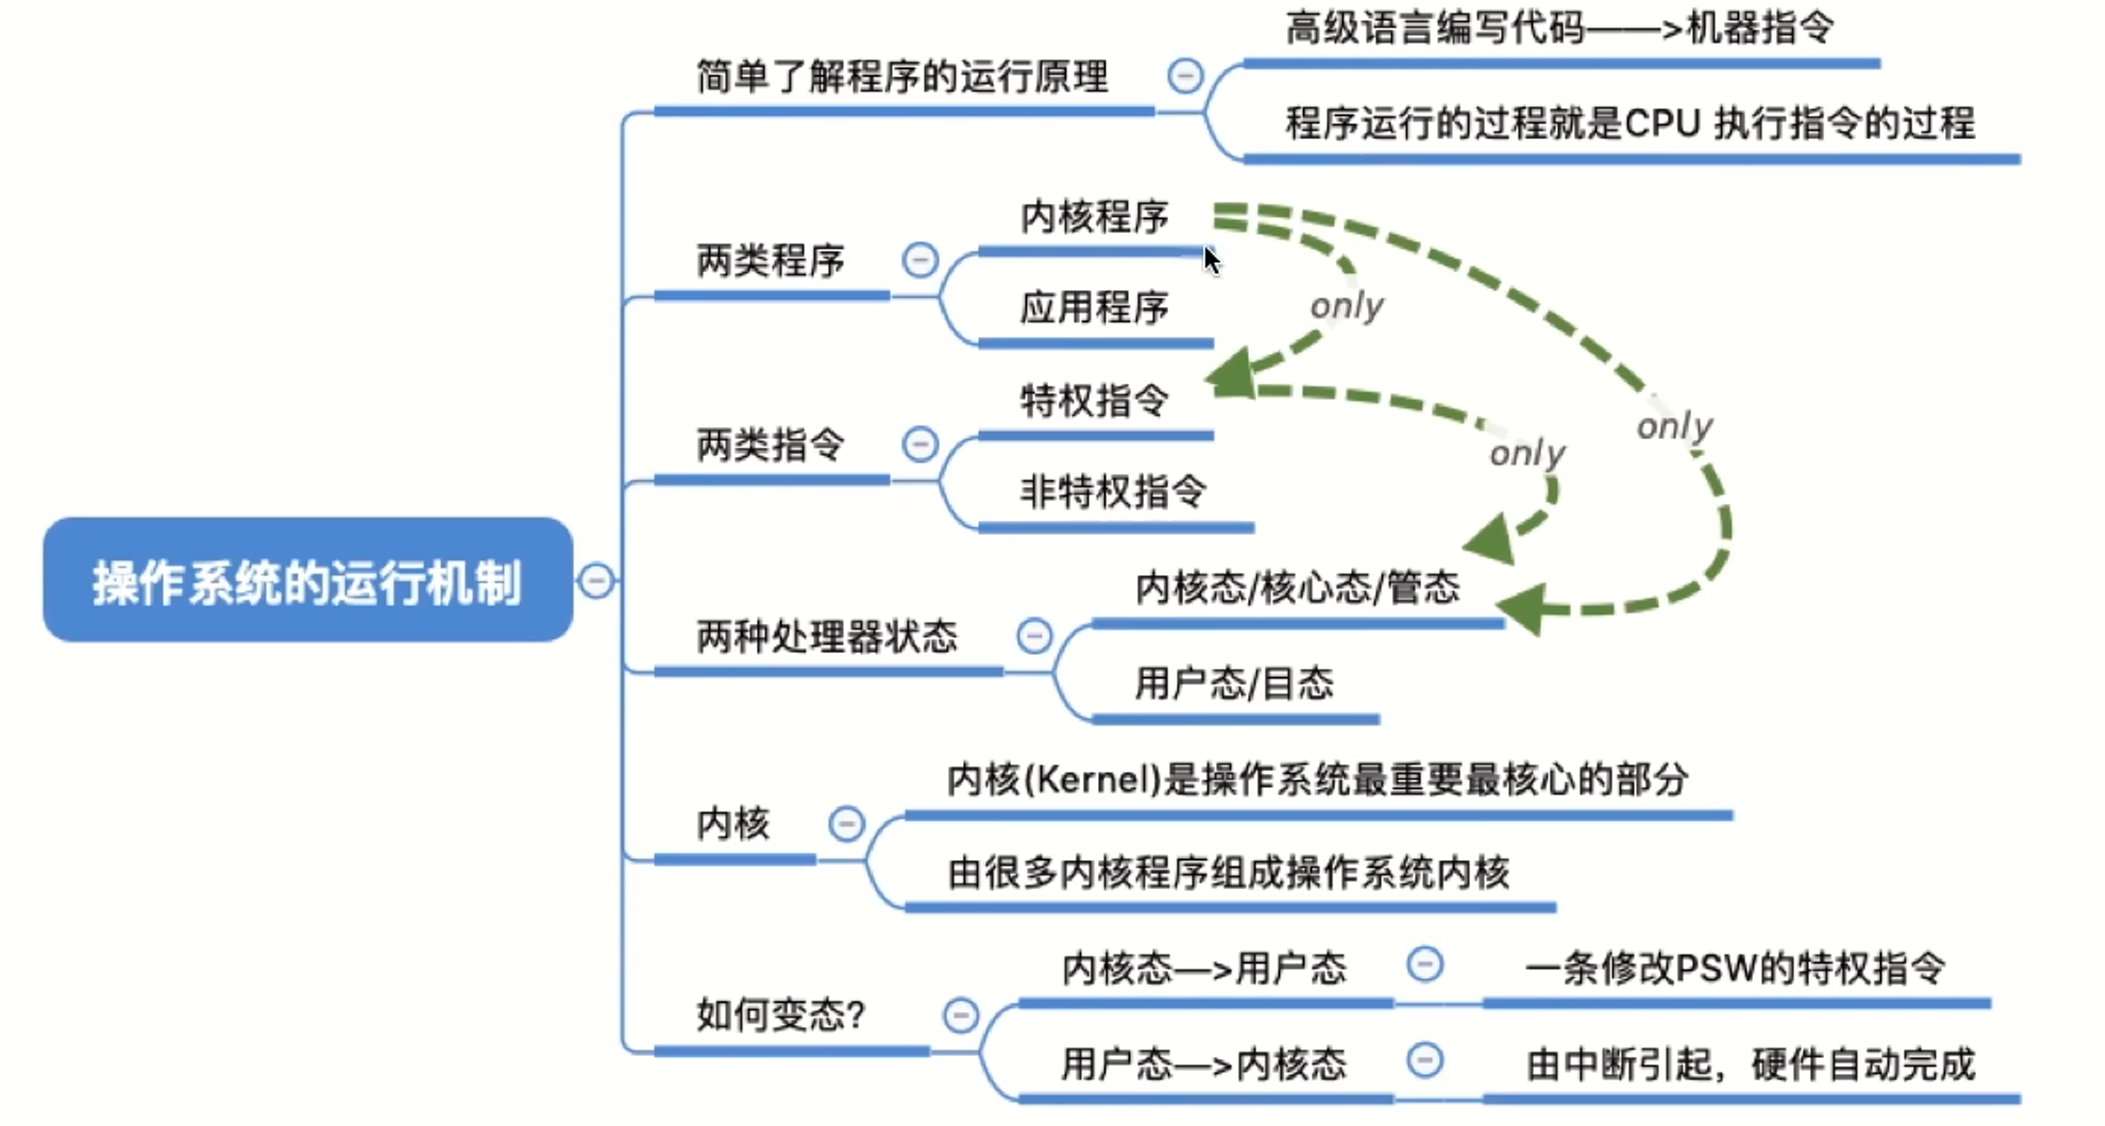 高级语言编写代码——>机器指令
简单了解程序的运行原理
程序运行的过程就是CPU 执行指令的过程
内核程序
两类程序
应用程序
only
特权指令
两类指令
非特权指令
only
only
操作系统的运行机制
内核态/核心态/管态
两种处理器状态
用户态/目态
内核(Kernel)是操作系统最重要最核心的部分
内核
由很多内核程序组成操作系统内核
内核态—>用户态
一条修改PSW的特权指令
如何变态?
用户态—>内核态
由中断引起，硬件自动完成